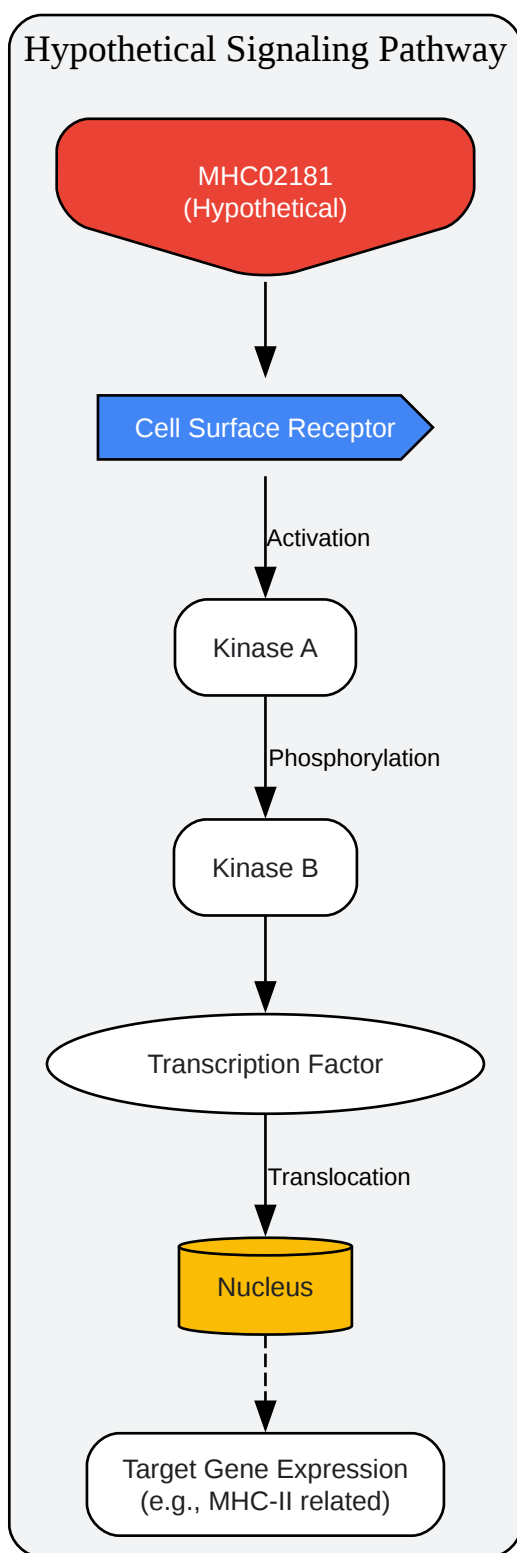 Hypothetical Signaling Pathway
MHC02181
(Hypothetical)
Cell Surface Receptor
Activation
Kinase A
Phosphorylation
Kinase B
Transcription Factor
Translocation
Nucleus
Target Gene Expression
(e.g., MHC-II related)